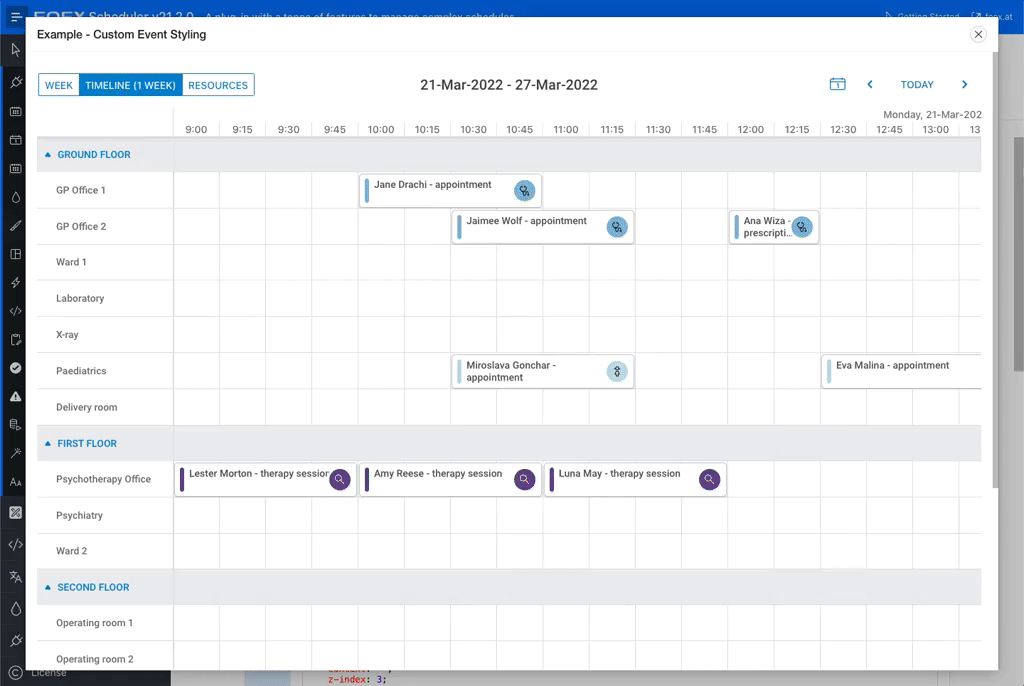 FOEX Scheduler v21.2.0 A plug-in with a tonne of features to manage complex schedules
Getting Started foex.at
Example - Custom Event Styling
WEEK TIMELINE (1 WEEK) RESOURCES
21-Mar-2022 - 27-Mar-2022
1 TODAY
Monday, 21-Mar-202
9:00 9:15 9:30 9:45 10:00 10:15 10:30 10:45 11:00 11:15 11:30 11:45 12:00 12:15 12:30 12:45 13:00 13
GROUND FLOOR
GP Office 1
Jane Drachi - appointment
GP Office 2
Jaimee Wolf - appointment
Ana Wiza -
prescripti...
Ward 1
Laboratory
X-ray
Paediatrics
Miroslava Gonchar -
appointment
Eva Malina - appointment
Delivery room
FIRST FLOOR
Psychotherapy Office
Lester Morton - therapy session
Amy Reese - therapy session
Luna May - therapy session
Psychiatry
Ward 2
SECOND FLOOR
Operating room 1
Operating room 2
License
z-index: 3;